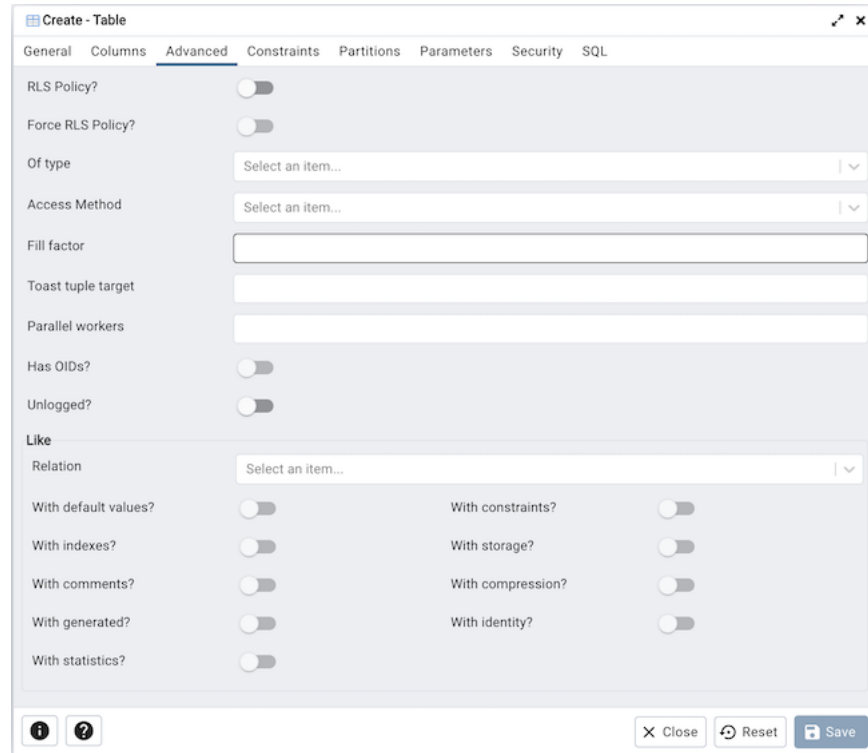 Create - Table
General Columns Advanced Constraints Partitions Parameters Security SQL
RLS Policy?
Force RLS Policy?
Of type Select an item...
Access Method Select an item...
Fill factor
Toast tuple target
Parallel workers
Has OIDs?
Unlogged?
Like
Relation Select an item...
With default values? With constraints?
With indexes? With storage?
With comments? With compression?
With generated? With identity?
With statistics?
Close Reset Save